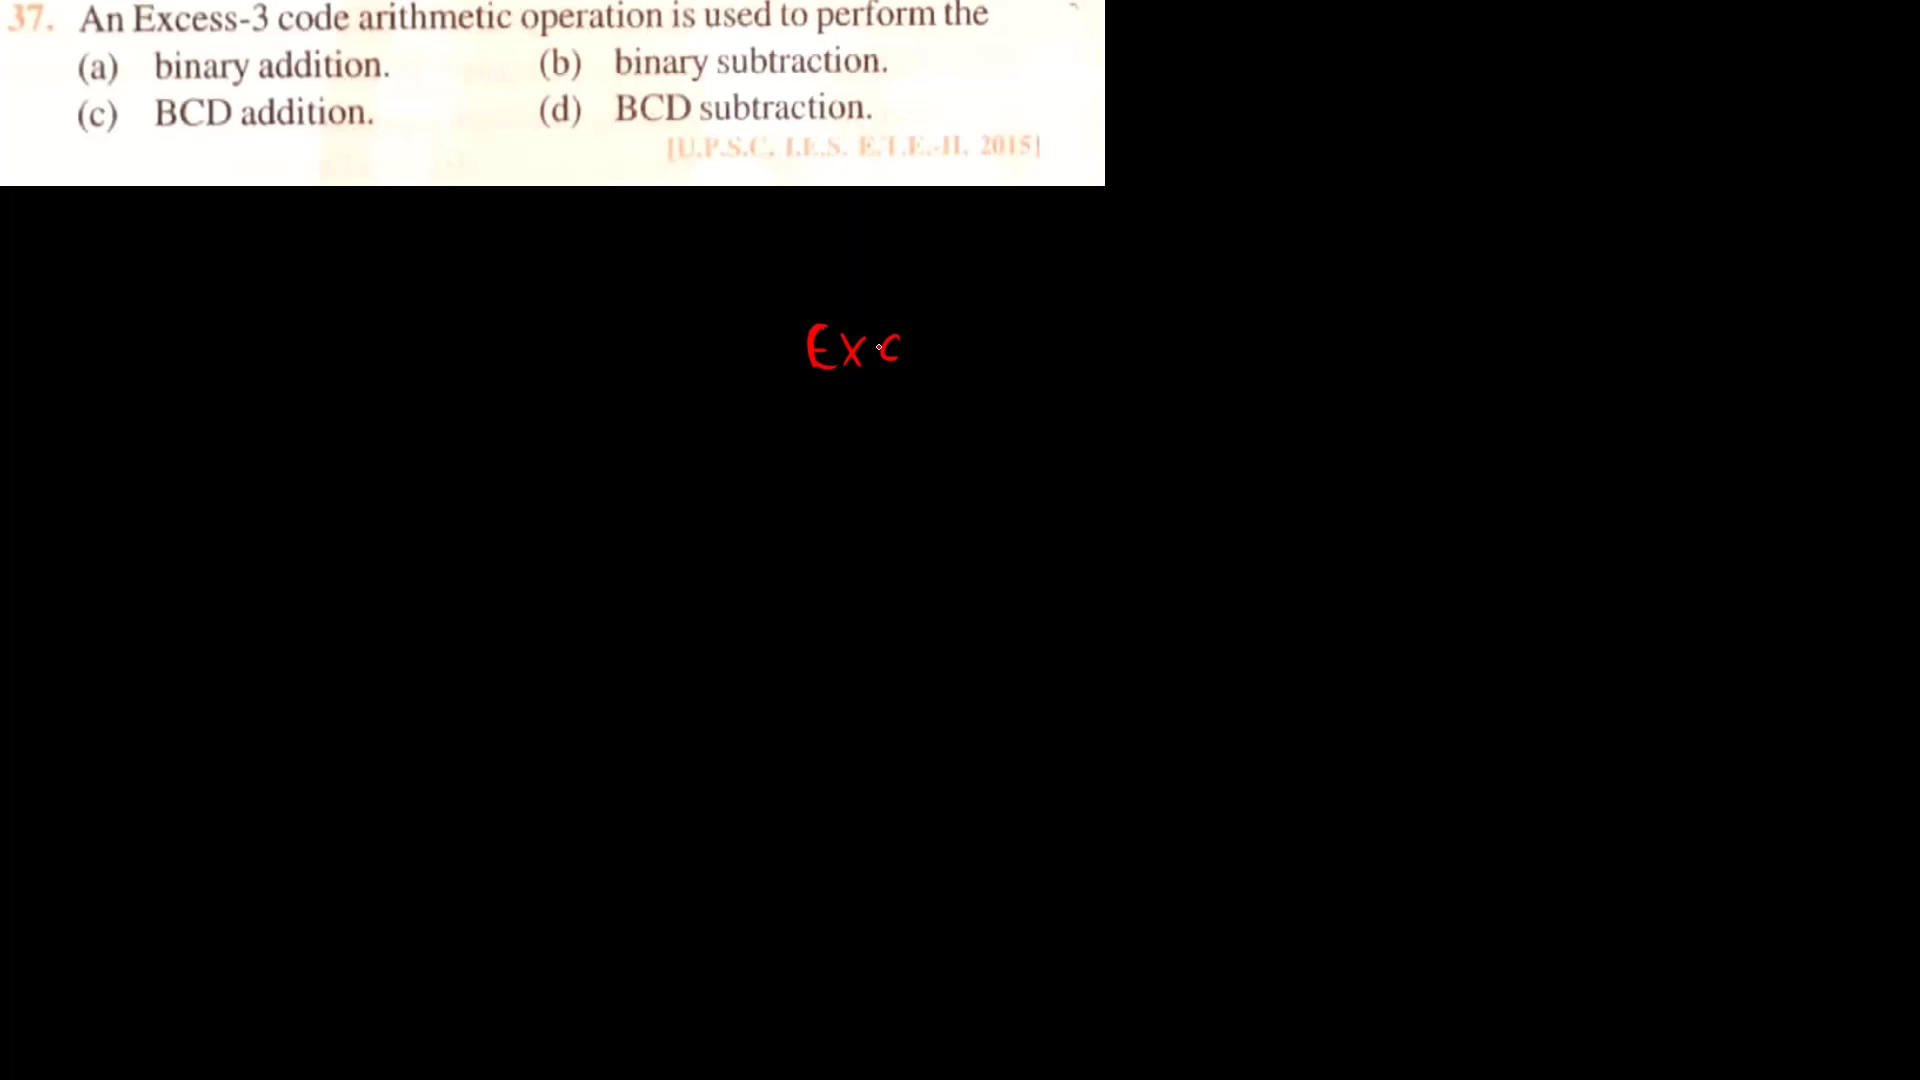 37. An Excess-3 code arithmetic operation is used to perform the
(a) binary addition. (b) binary subtraction.
(c) BCD addition. (d) BCD subtraction.
[U.P.S.C. I.E.S. E.T.E.-II, 2015]
Exc